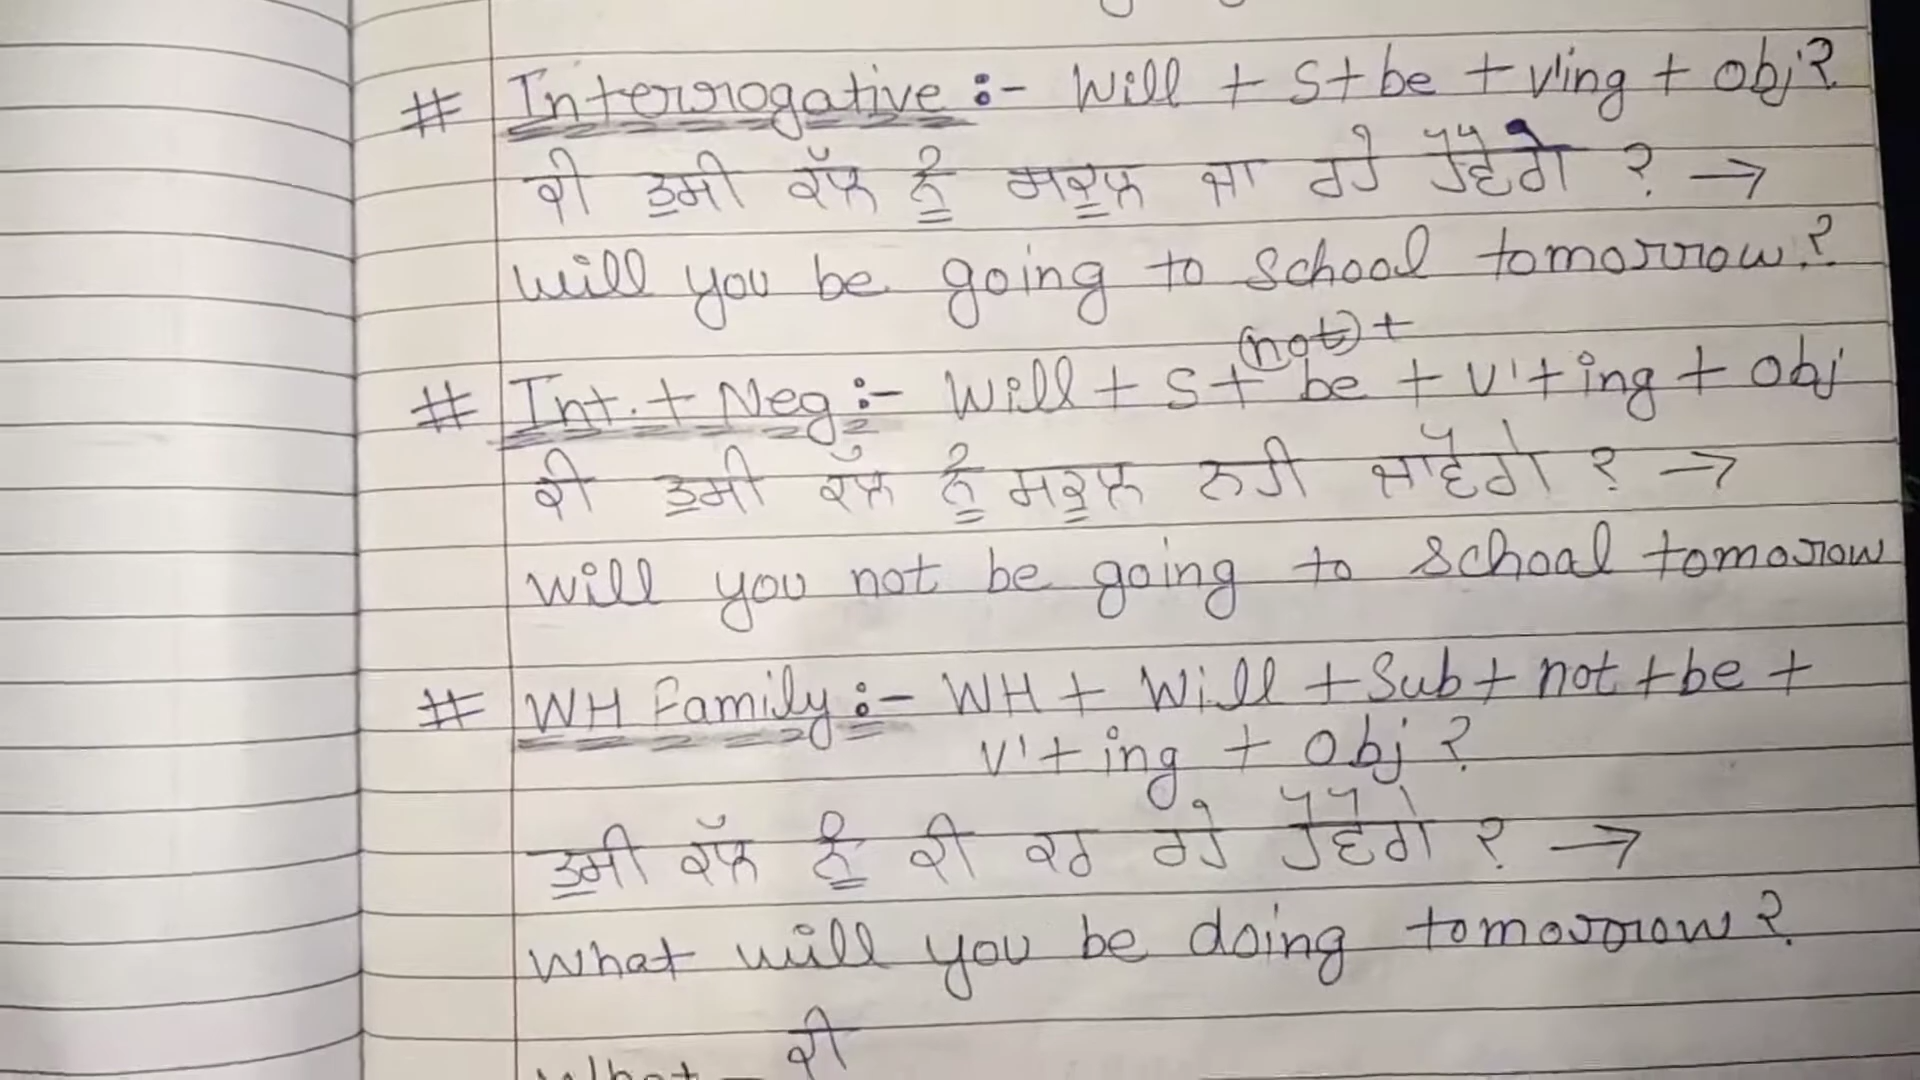 # Interrogative :- Will + S + be + v'ing + obj?
ਕੀ ਤੁਸੀਂ ਕੱਲ ਨੂੰ ਸਕੂਲ ਜਾ ਰਹੇ ਹੋਵੋਗੇ ? →
Will you be going to school tomorrow?
(not) +
# Int. + Neg :- Will + S + be + v' + ing + obj
ਕੀ ਤੁਸੀਂ ਕੱਲ ਨੂੰ ਸਕੂਲ ਨਹੀਂ ਜਾਵੋਗੇ ? →
Will you not be going to school tomorow
# WH Family :- WH + Will + Sub + not + be +
v' + ing + Obj ?
ਤੁਸੀਂ ਕੱਲ ਨੂੰ ਕੀ ਕਰ ਰਹੇ ਹੋਵੋਗੇ ? →
What will you be doing tomorrow?
ਕੀ
What -